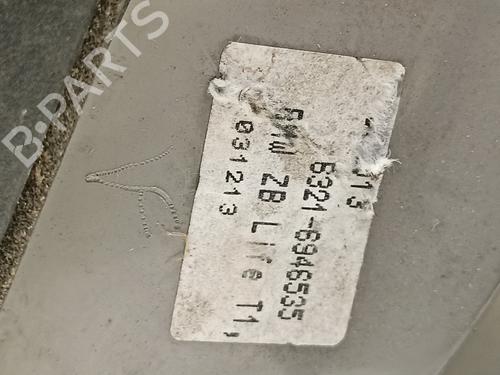 B-PARTS
013
6321-6946535
BMW ZB Life T1,
031213